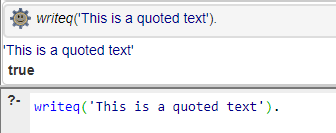 writeq('This is a quoted text').
'This is a quoted text'
true
?- writeq('This is a quoted text').